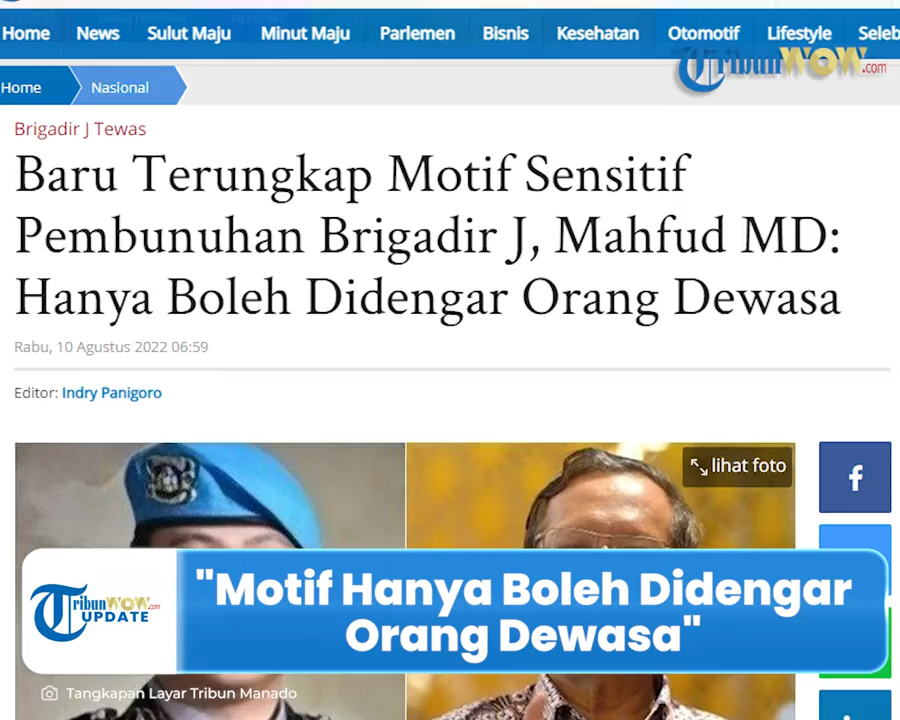 Home News Sulut Maju Minut Maju Parlemen Bisnis Kesehatan Otomotif Lifestyle Seleb
TribunWOW.com
Home Nasional
Brigadir J Tewas
Baru Terungkap Motif Sensitif
Pembunuhan Brigadir J, Mahfud MD:
Hanya Boleh Didengar Orang Dewasa
Rabu, 10 Agustus 2022 06:59
Editor: Indry Panigoro
lihat foto
f
TribunWOW.com
UPDATE
"Motif Hanya Boleh Didengar
Orang Dewasa"
Tangkapan Layar Tribun Manado